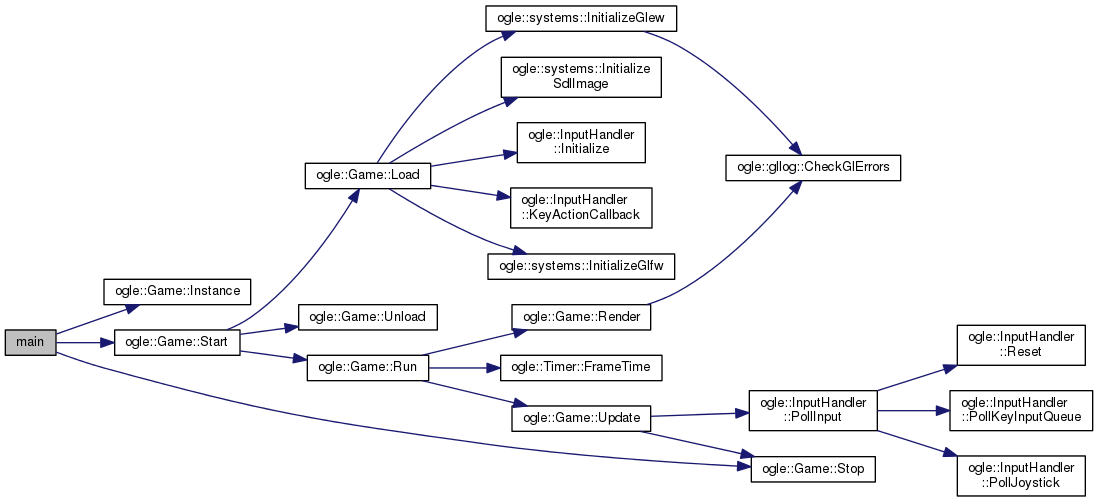 ogle::systems::InitializeGlew
ogle::systems::Initialize
SdlImage
ogle::InputHandler
::Initialize
ogle::gllog::CheckGlErrors
ogle::Game::Load
ogle::InputHandler
::KeyActionCallback
ogle::systems::InitializeGlfw
ogle::Game::Instance
ogle::Game::Unload
ogle::Game::Render
main
ogle::Game::Start
ogle::Game::Run
ogle::Timer::FrameTime
ogle::InputHandler
::Reset
ogle::Game::Update
ogle::InputHandler
::PollInput
ogle::InputHandler
::PollKeyInputQueue
ogle::Game::Stop
ogle::InputHandler
::PollJoystick